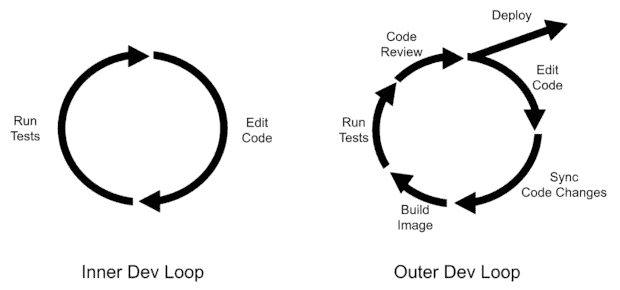 Run
Tests
Edit
Code
Inner Dev Loop
Deploy
Code
Review
Edit
Code
Run
Tests
Sync
Code Changes
Build
Image
Outer Dev Loop